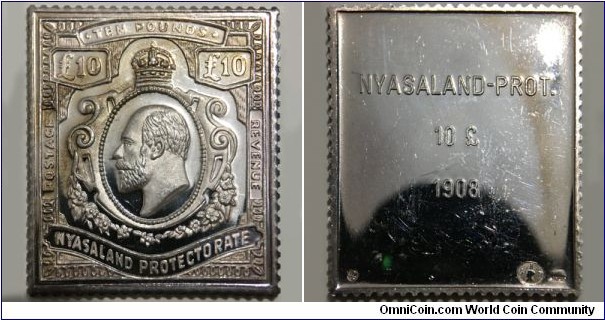 TEN POUNDS
£10 £10
POSTAGE REVENUE
NYASALAND PROTECTORATE
NYASALAND-PROT.
10 £
1908
OmniCoin.com World Coin Community